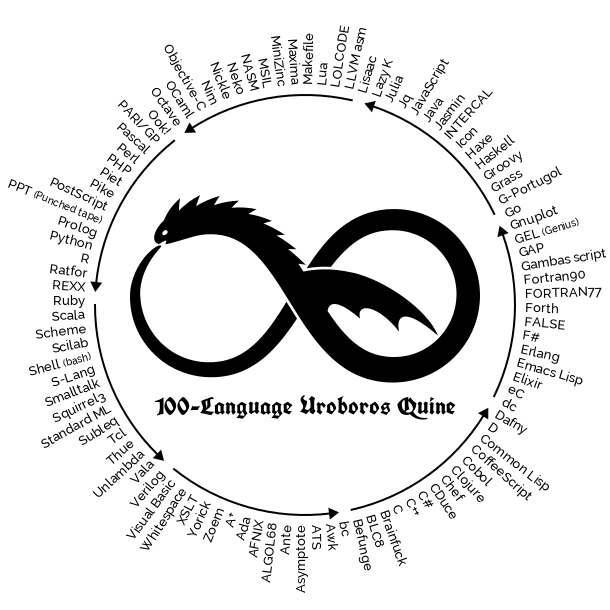 Ruby
Scala
Scheme
Scilab
Shell (bash)
S-Lang
Smalltalk
Squirrel3
Standard ML
Subleq
Tcl
Thue
Unlambda
Vala
Verilog
Visual Basic
Whitespace
XSLT
Yorick
Zoem
A+
Ada
AFNIX
ALGOL68
Ante
Asymptote
ATS
Awk
bc
Befunge
BLC8
Brainfuck
C
C++
C#
CDuce
Chef
Clojure
Cobol
CoffeeScript
Common Lisp
D
Dafny
dc
eC
Elixir
Emacs Lisp
Erlang
F#
FALSE
Forth
FORTRAN77
Fortran90
Gambas script
GAP
GEL (Genius)
Gnuplot
Go
G-Portugol
Grass
Groovy
Haskell
Haxe
Icon
INTERCAL
Jasmin
Java
JavaScript
Jq
Julia
Lazy K
Lisaac
LLVM asm
LOLCODE
Lua
Makefile
Maxima
MiniZinc
MSIL
NASM
Neko
Nickle
Nim
Objective-C
OCaml
Octave
Ook!
PARI/GP
Pascal
Perl
PHP
Piet
Pike
PostScript
PPT (Punched tape)
Prolog
Python
R
Ratfor
REXX
100-Language Uroboros Quine